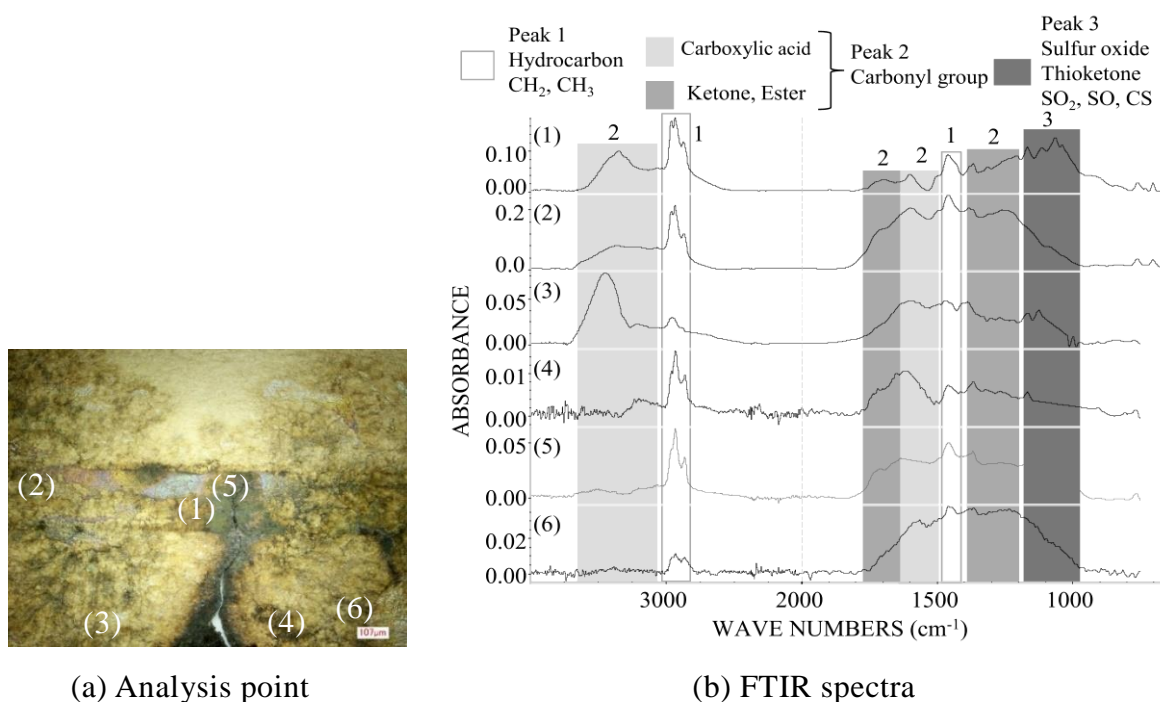 Peak 1
Hydrocarbon
CH2, CH3
Carboxylic acid
Ketone, Ester
Peak 2
Carbonyl group
Peak 3
Sulfur oxide
Thioketone
SO2, SO, CS
(1)
2
1
2
2
1
2
3
0.10
0.00
(2)
0.2
0.0
(3)
0.05
0.00
(4)
0.01
0.00
(5)
0.05
0.00
(6)
0.02
0.00
ABSORBANCE
3000 2000 1500 1000
WAVE NUMBERS (cm-1)
(2)
(5)
(1)
(3)
(4)
(6)
107μm
(a) Analysis point
(b) FTIR spectra